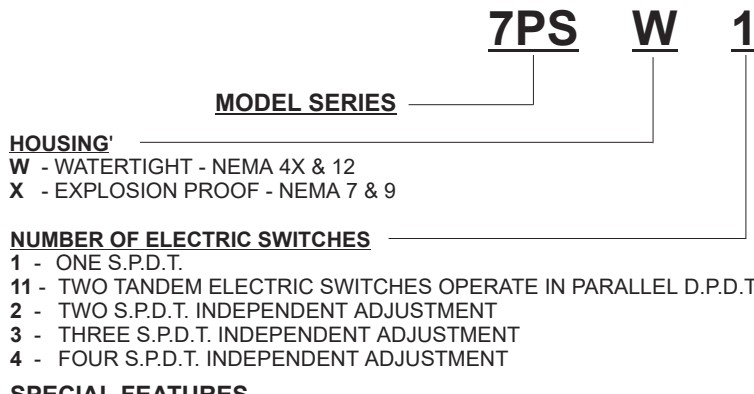 7PS W 1
MODEL SERIES
HOUSING'
W - WATERTIGHT - NEMA 4X & 12
X - EXPLOSION PROOF - NEMA 7 & 9
NUMBER OF ELECTRIC SWITCHES
1 - ONE S.P.D.T.
11 - TWO TANDEM ELECTRIC SWITCHES OPERATE IN PARALLEL D.P.D.T
2 - TWO S.P.D.T. INDEPENDENT ADJUSTMENT
3 - THREE S.P.D.T. INDEPENDENT ADJUSTMENT
4 - FOUR S.P.D.T. INDEPENDENT ADJUSTMENT
SPECIAL FEATURES